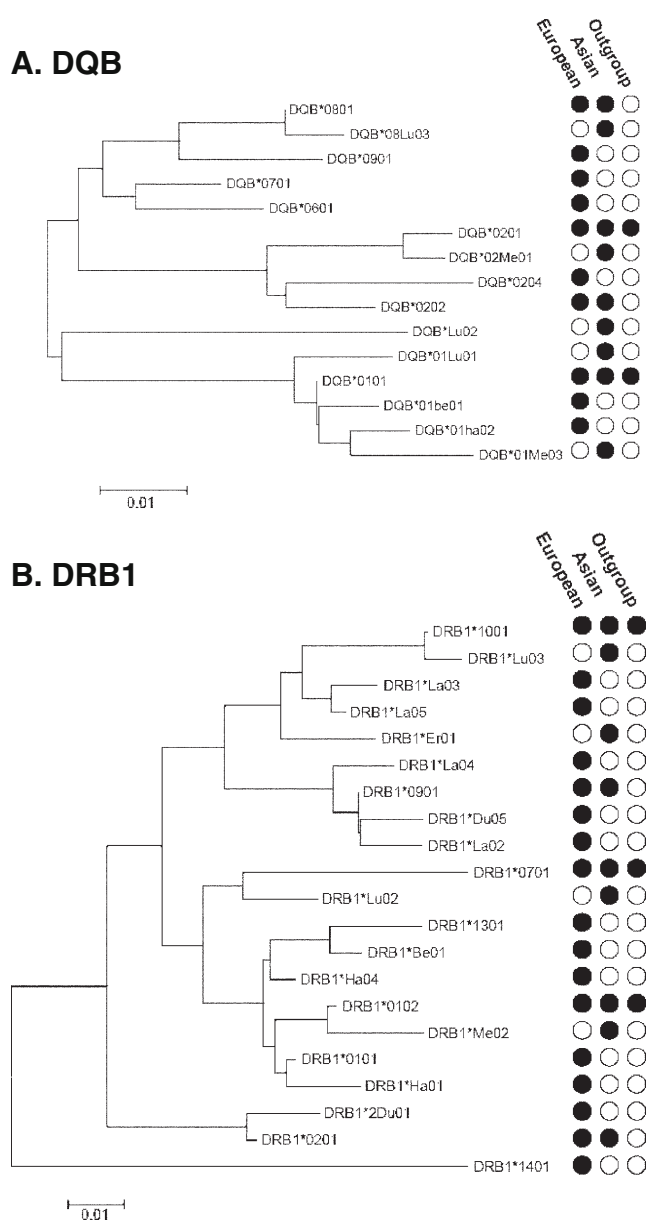 A. DQB
European
Asian
Outgroup
DQB*0801
DQB*08Lu03
DQB*0901
DQB*0701
DQB*0601
DQB*0201
DQB*02Me01
DQB*0204
DQB*0202
DQB*Lu02
DQB*01Lu01
DQB*0101
DQB*01be01
DQB*01ha02
DQB*01Me03
0.01
B. DRB1
European
Asian
Outgroup
DRB1*1001
DRB1*Lu03
DRB1*La03
DRB1*La05
DRB1*Er01
DRB1*La04
DRB1*0901
DRB1*Du05
DRB1*La02
DRB1*0701
DRB1*Lu02
DRB1*1301
DRB1*Be01
DRB1*Ha04
DRB1*0102
DRB1*Me02
DRB1*0101
DRB1*Ha01
DRB1*2Du01
DRB1*0201
DRB1*1401
0.01